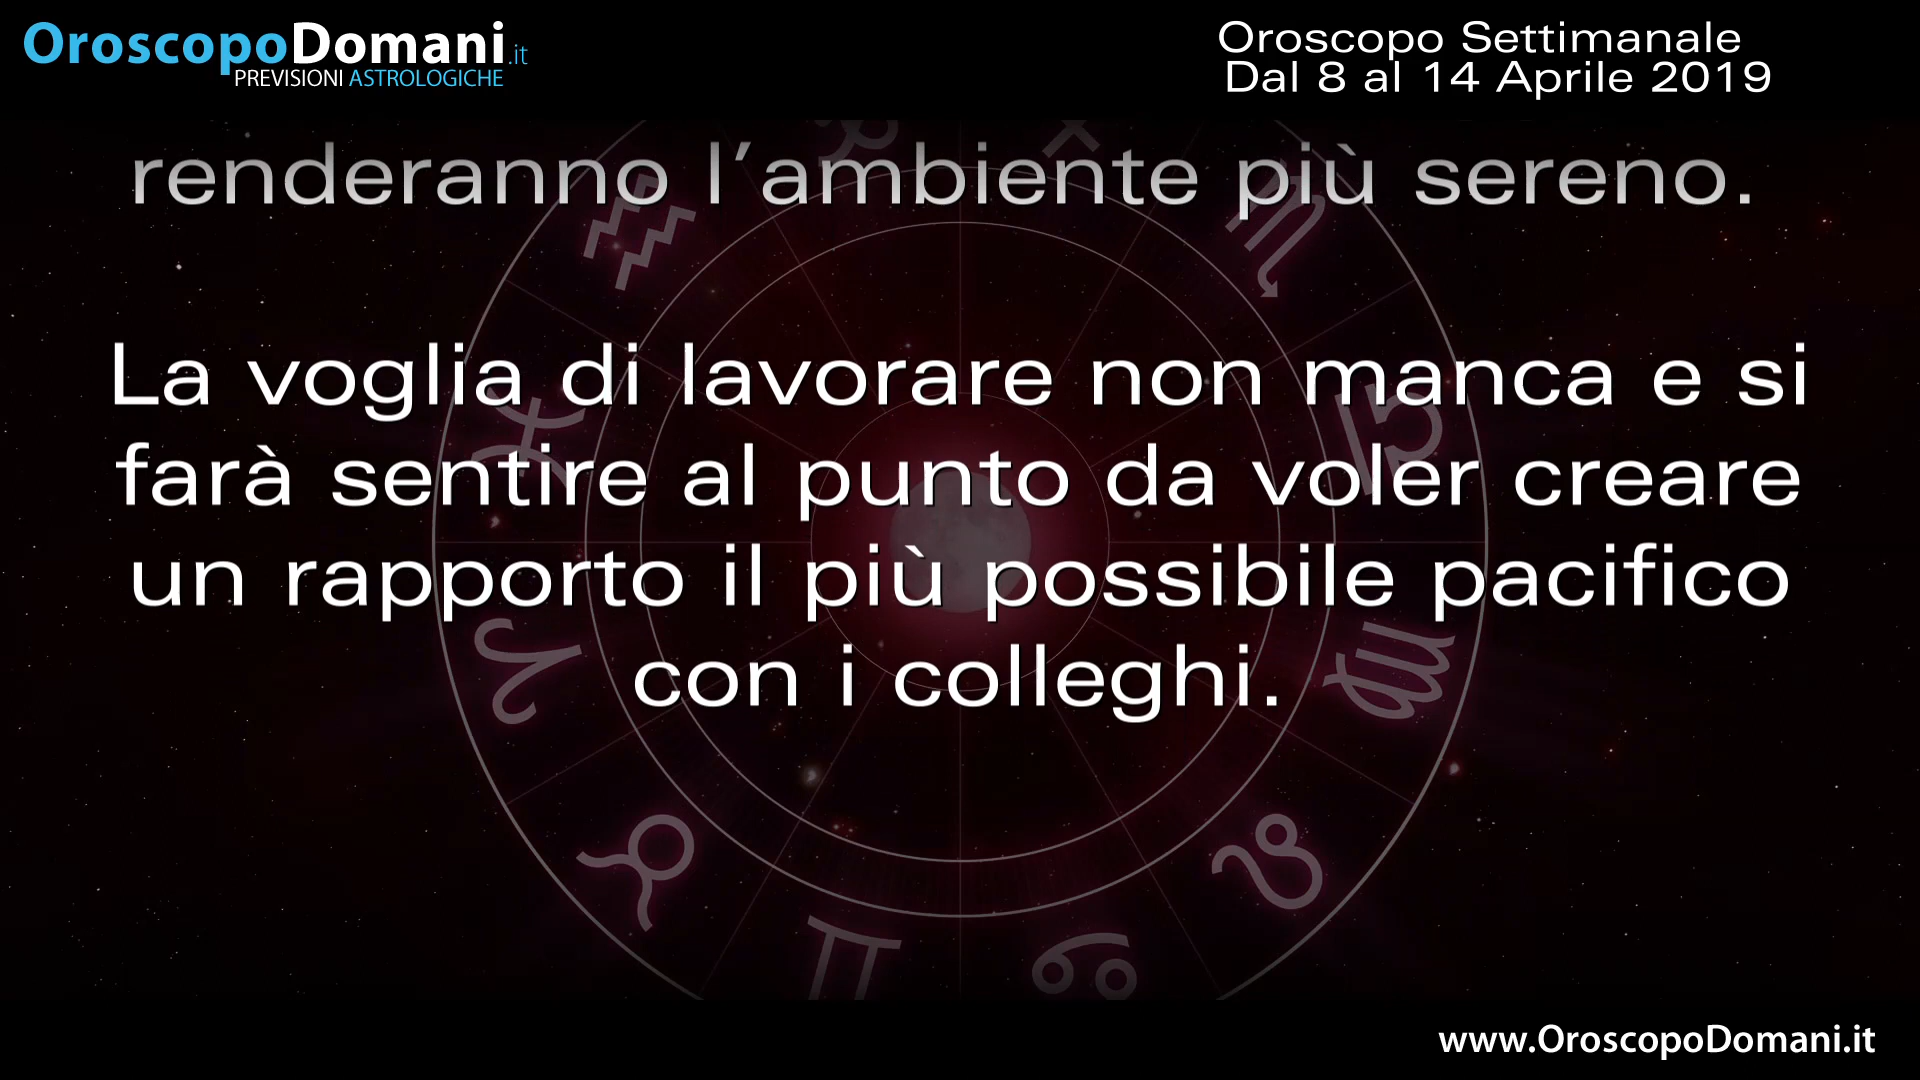 OroscopoDomani.it
PREVISIONI ASTROLOGICHE
Oroscopo Settimanale
Dal 8 al 14 Aprile 2019
renderanno l’ambiente più sereno.
La voglia di lavorare non manca e si
farà sentire al punto da voler creare
un rapporto il più possibile pacifico
con i colleghi.
www.OroscopoDomani.it